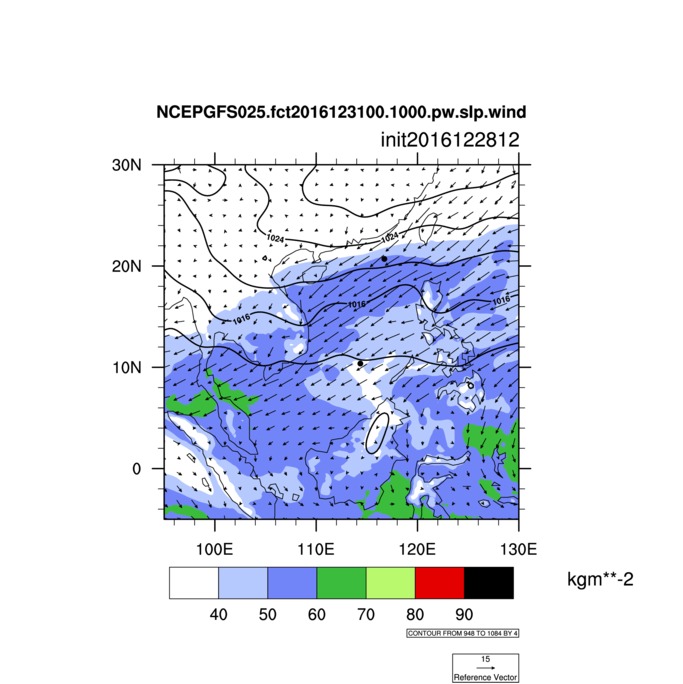 NCEPGFS025.fct2016123100.1000.pw.slp.wind
init2016122812
30N
20N
10N
0
1024
1024
1016
1016
1016
100E
110E
120E
130E
kgm**-2
40
50
60
70
80
90
CONTOUR FROM 948 TO 1084 BY 4
15
Reference Vector